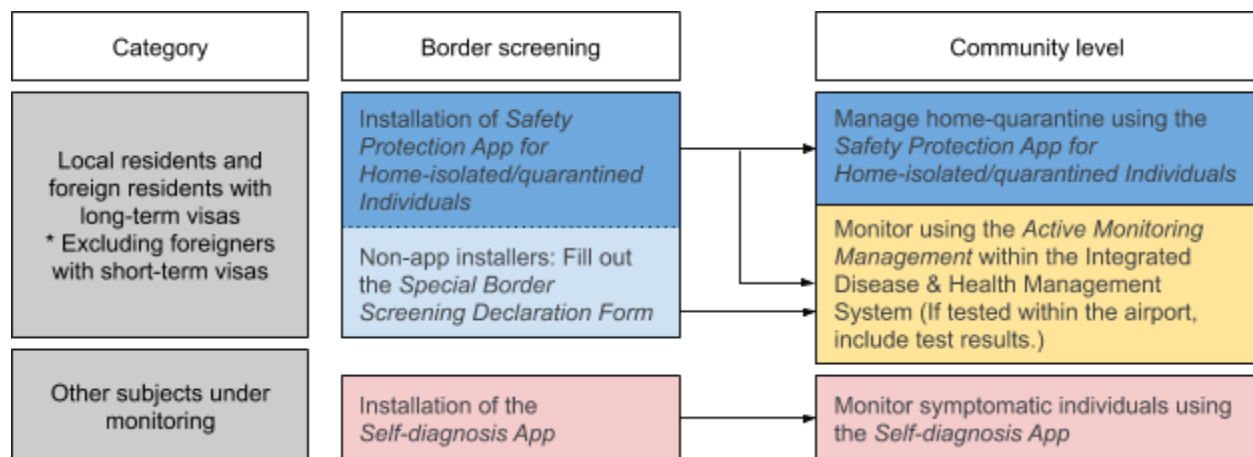 Category
Border screening
Community level
Local residents and
foreign residents with
long-term visas
* Excluding foreigners
with short-term visas
Installation of Safety
Protection App for
Home-isolated/quarantined
Individuals
Non-app installers: Fill out
the Special Border
Screening Declaration Form
Manage home-quarantine using the
Safety Protection App for
Home-isolated/quarantined Individuals
Monitor using the Active Monitoring
Management within the Integrated
Disease & Health Management
System (If tested within the airport,
include test results.)
Other subjects under
monitoring
Installation of the
Self-diagnosis App
Monitor symptomatic individuals using
the Self-diagnosis App